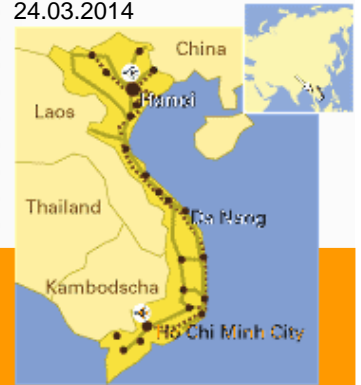 24.03.2014
China
Hanoi
Laos
Thailand
Da Nang
Kambodscha
Ho Chi Minh City